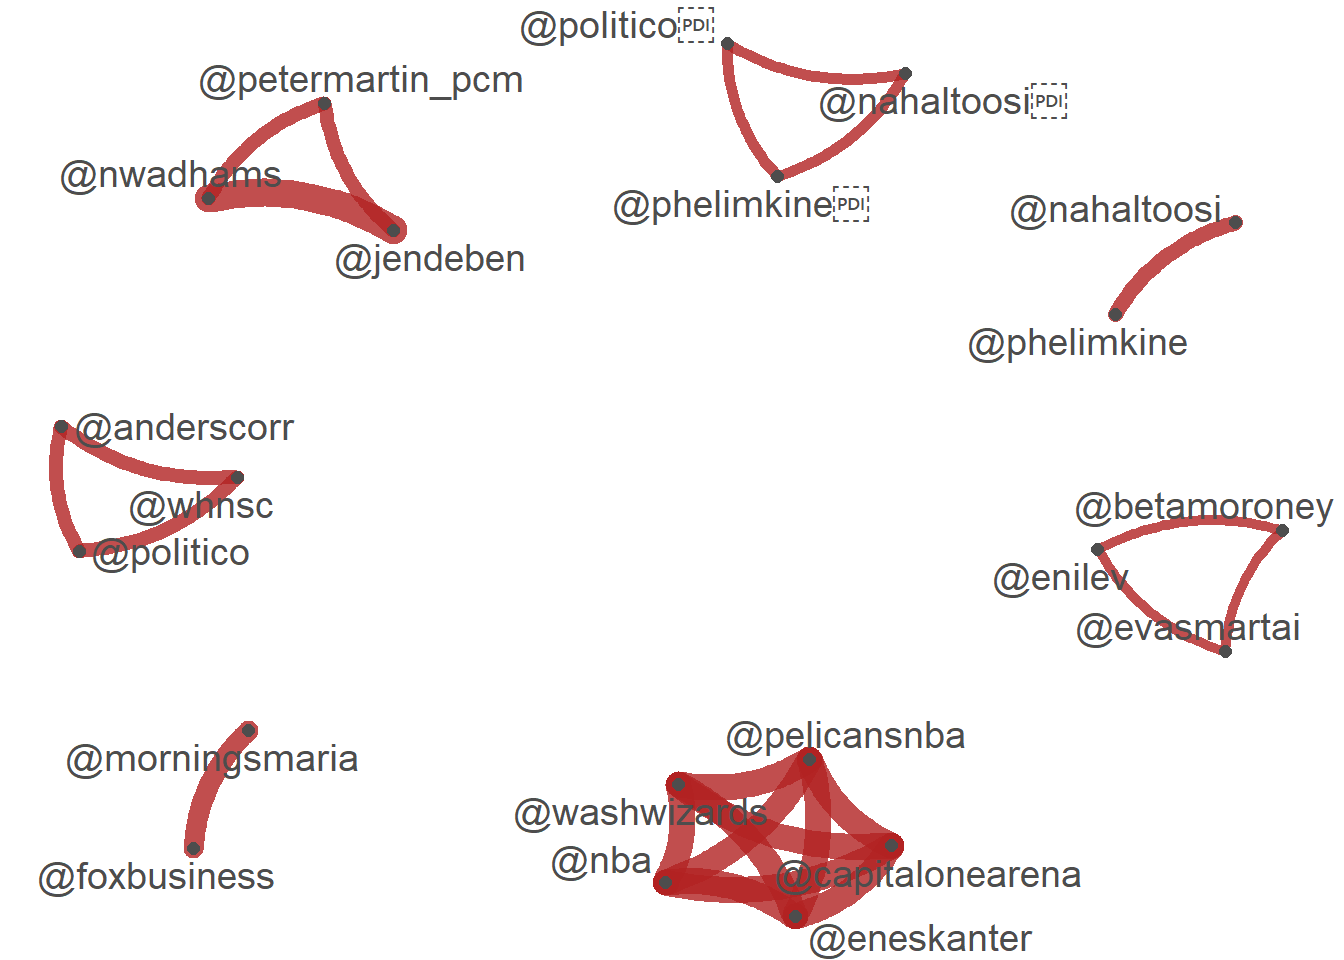 @politicoPDI
@petermartin_pcm
@nahaltoosiPDI
@nwadhams
@phelimkinePDI
@nahaltoosi
@jendeben
@phelimkine
@anderscorr
@whnsc
@betamoroney
@politico
@enilev
@evasmartai
@pelicansnba
@morningsmaria
@washwizards
@nba
@capitalonearena
@foxbusiness
@eneskanter